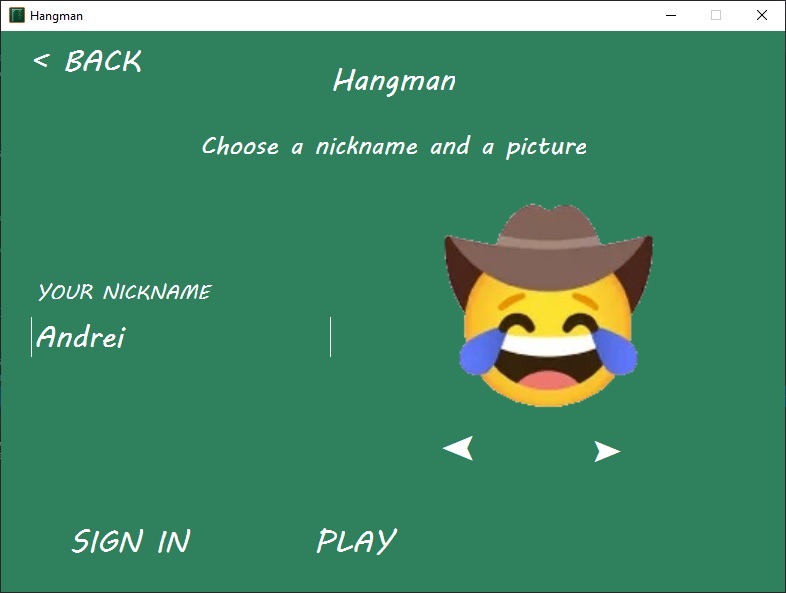 Hangman
< BACK
Hangman
Choose a nickname and a picture
YOUR NICKNAME
Andrei
SIGN IN
PLAY